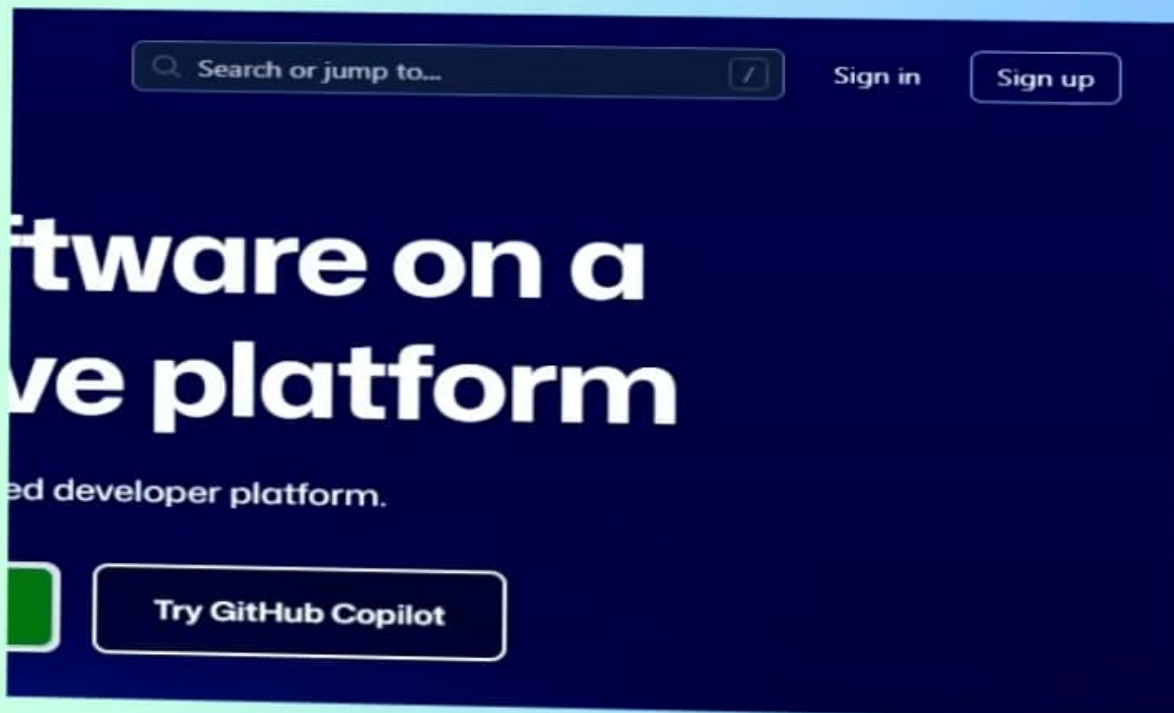 Search or jump to... /
Sign in
Sign up
ftware on a
ve platform
ed developer platform.
Try GitHub Copilot